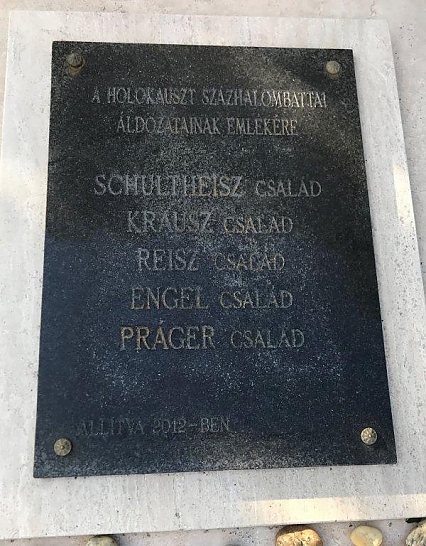 A HOLOKAUSZT SZÁZHALOMBATTAI
ÁLDOZATAINAK EMLÉKÉRE
SCHULTHEISZ CSALÁD
KRAUSZ CSALÁD
REISZ CSALÁD
ENGEL CSALÁD
PRÁGER CSALÁD
ÁLLÍTVA 2012-BEN